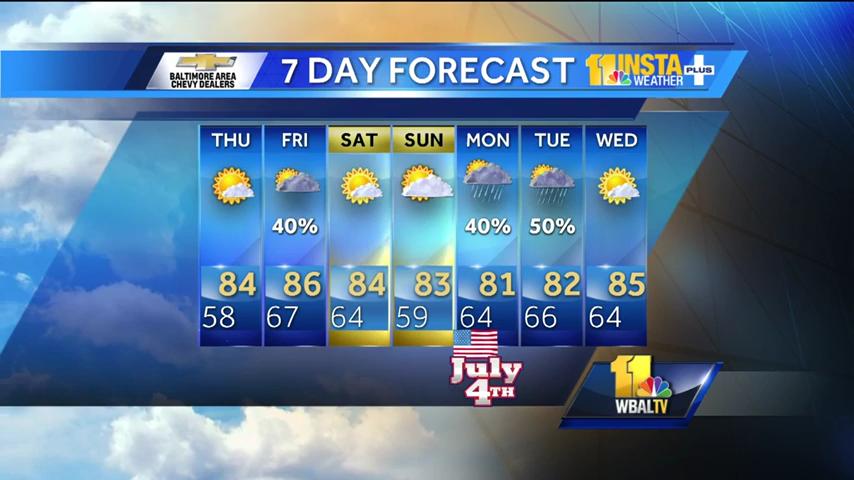 BALTIMORE AREA
CHEVY DEALERS
7 DAY FORECAST
11 INSTA
WEATHER PLUS
THU FRI SAT SUN MON TUE WED
40% 40% 50%
84 86 84 83 81 82 85
58 67 64 59 64 66 64
July
4TH
11
WBALTV